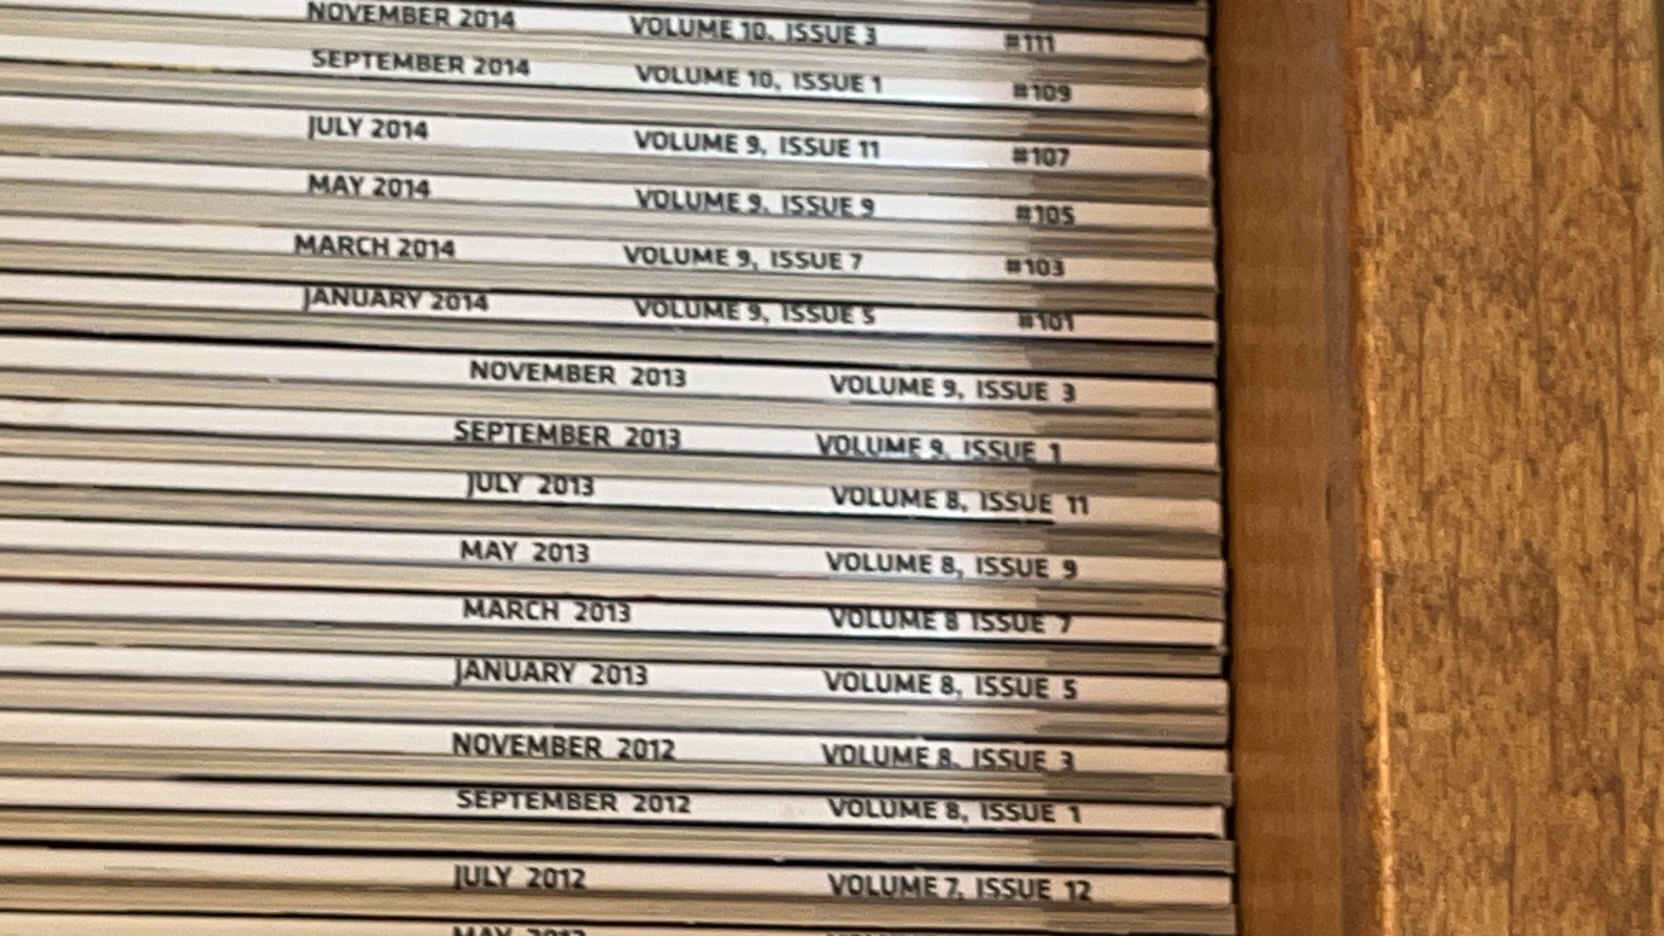 NOVEMBER 2014 VOLUME 10, ISSUE 3 #111
SEPTEMBER 2014 VOLUME 10, ISSUE 1 #109
JULY 2014 VOLUME 9, ISSUE 11 #107
MAY 2014 VOLUME 9, ISSUE 9 #105
MARCH 2014 VOLUME 9, ISSUE 7 #103
JANUARY 2014 VOLUME 9, ISSUE 5 #101
NOVEMBER 2013 VOLUME 9, ISSUE 3
SEPTEMBER 2013 VOLUME 9, ISSUE 1
JULY 2013 VOLUME 8, ISSUE 11
MAY 2013 VOLUME 8, ISSUE 9
MARCH 2013 VOLUME 8 ISSUE 7
JANUARY 2013 VOLUME 8, ISSUE 5
NOVEMBER 2012 VOLUME 8, ISSUE 3
SEPTEMBER 2012 VOLUME 8, ISSUE 1
JULY 2012 VOLUME 7, ISSUE 12
MAY 2012